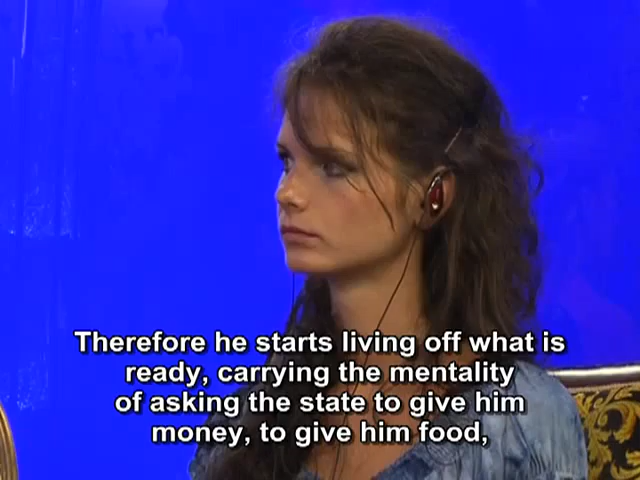 Therefore he starts living off what is
ready, carrying the mentality
of asking the state to give him
money, to give him food,